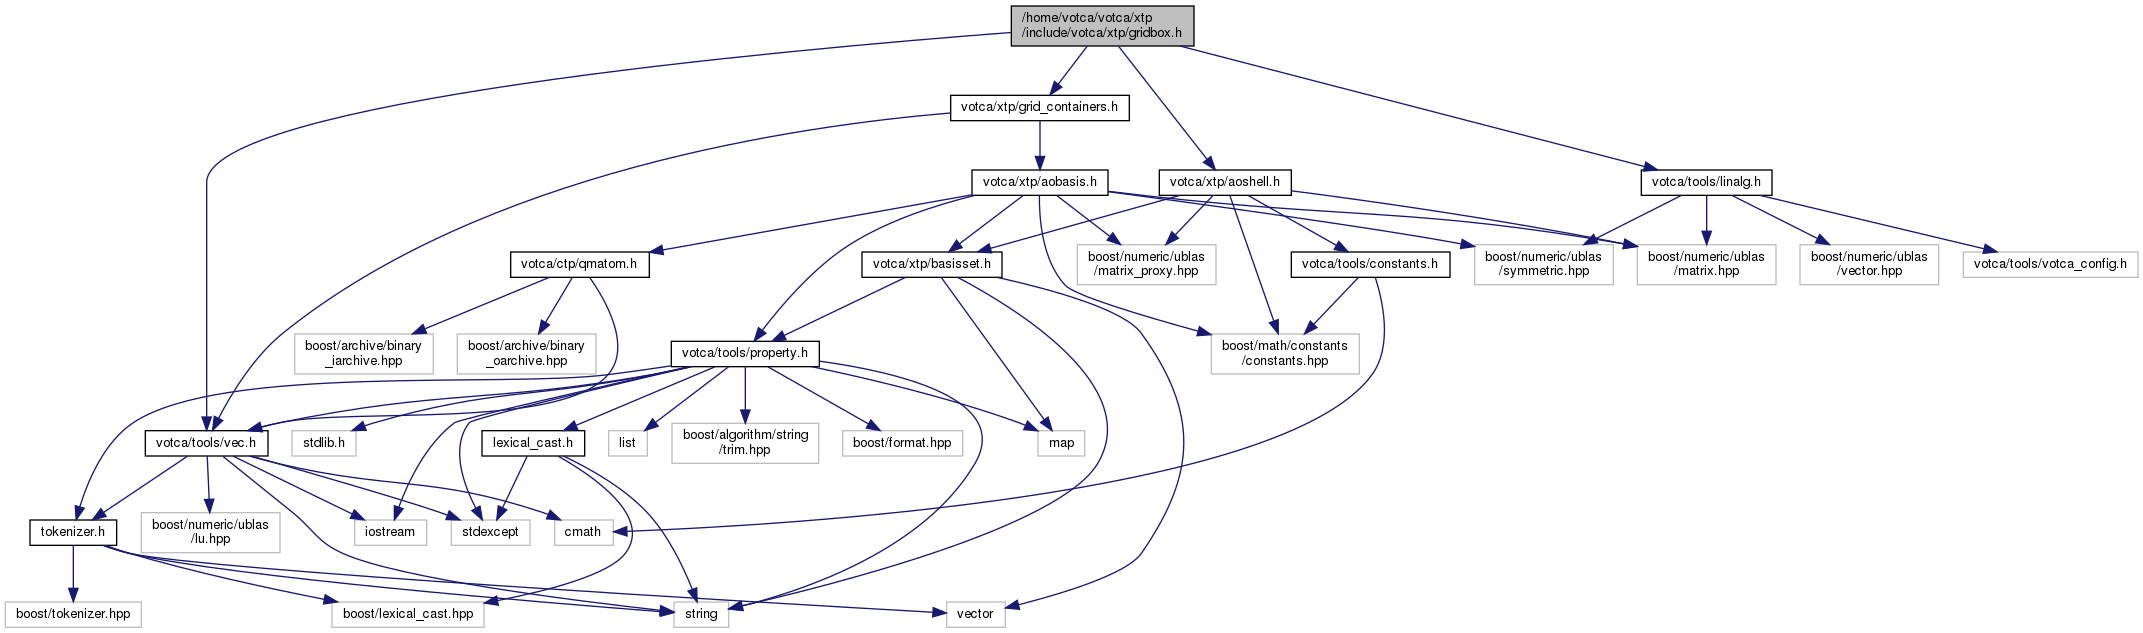 /home/votca/votca/xtp
/include/votca/xtp/gridbox.h
votca/xtp/grid_containers.h
votca/xtp/aobasis.h
votca/xtp/aoshell.h
votca/tools/linalg.h
votca/ctp/qmatom.h
votca/xtp/basisset.h
boost/numeric/ublas
/matrix_proxy.hpp
votca/tools/constants.h
boost/numeric/ublas
/symmetric.hpp
boost/numeric/ublas
/matrix.hpp
boost/numeric/ublas
/vector.hpp
votca/tools/votca_config.h
boost/archive/binary
_iarchive.hpp
boost/archive/binary
_oarchive.hpp
votca/tools/property.h
boost/math/constants
/constants.hpp
votca/tools/vec.h
stdlib.h
lexical_cast.h
list
boost/algorithm/string
/trim.hpp
boost/format.hpp
map
tokenizer.h
boost/numeric/ublas
/lu.hpp
iostream
stdexcept
cmath
boost/tokenizer.hpp
boost/lexical_cast.hpp
string
vector